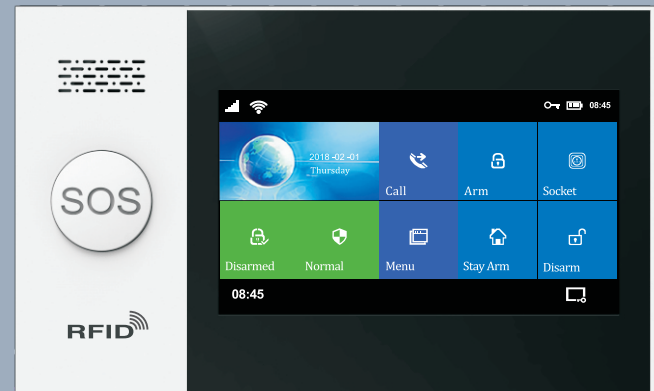 08:45
2018 -02 -01
Thursday
Call
Arm
Socket
SOS
Disarmed
Normal
Menu
Stay Arm
Disarm
08:45
RFID